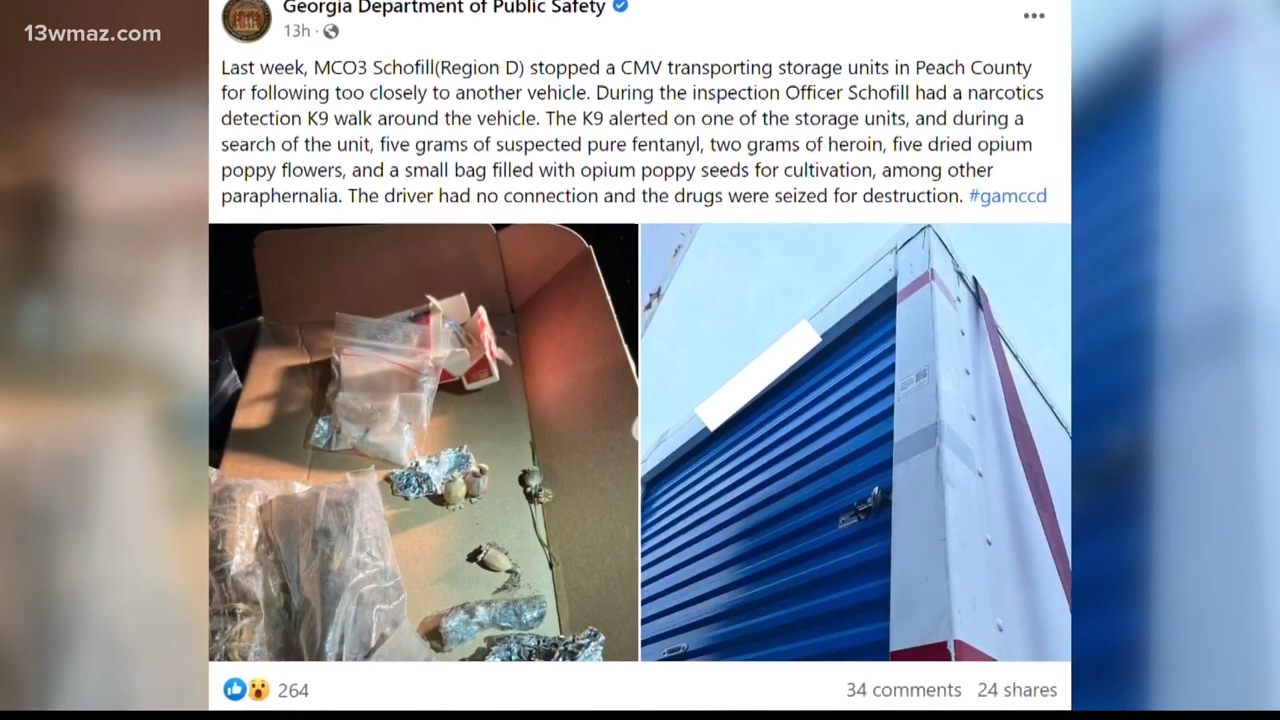 13wmaz.com
Georgia Department of Public Safety
13h ·
Last week, MCO3 Schofill(Region D) stopped a CMV transporting storage units in Peach County
for following too closely to another vehicle. During the inspection Officer Schofill had a narcotics
detection K9 walk around the vehicle. The K9 alerted on one of the storage units, and during a
search of the unit, five grams of suspected pure fentanyl, two grams of heroin, five dried opium
poppy flowers, and a small bag filled with opium poppy seeds for cultivation, among other
paraphernalia. The driver had no connection and the drugs were seized for destruction. #gamccd
264
34 comments 24 shares